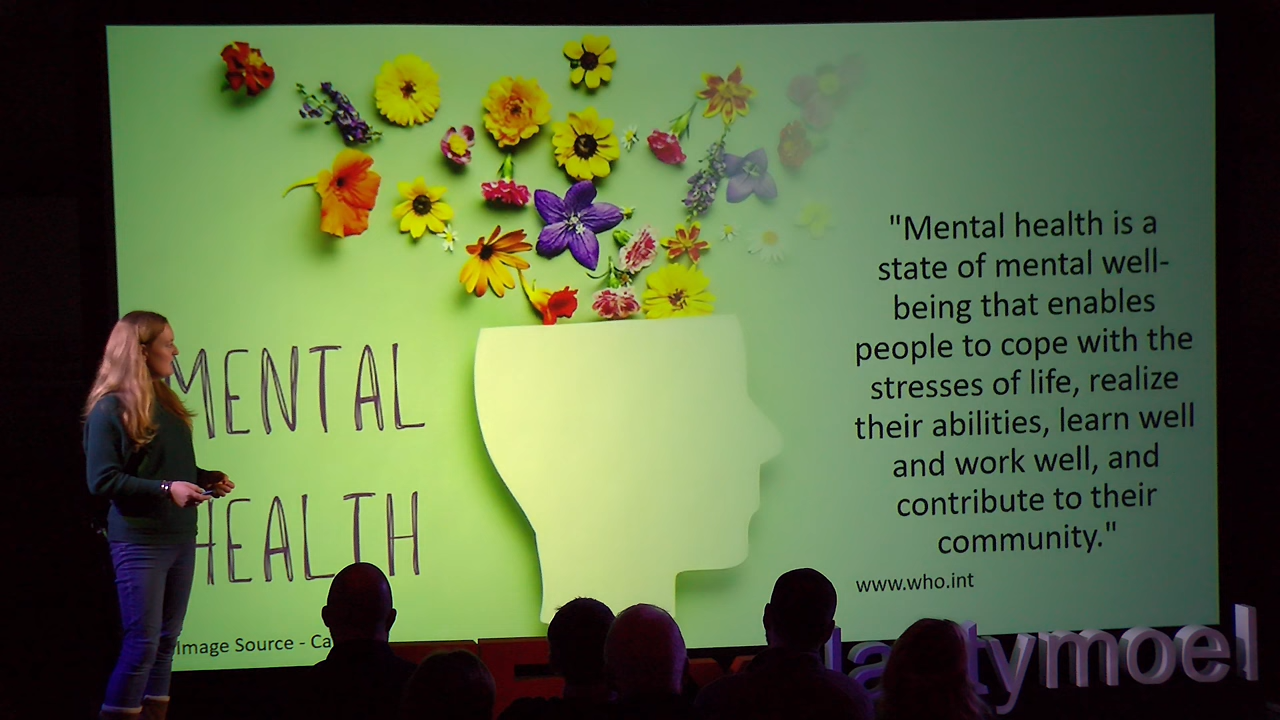 MENTAL
HEALTH
"Mental health is a
state of mental well-
being that enables
people to cope with the
stresses of life, realize
their abilities, learn well
and work well, and
contribute to their
community."
www.who.int
Image Source - Ca
tymoel